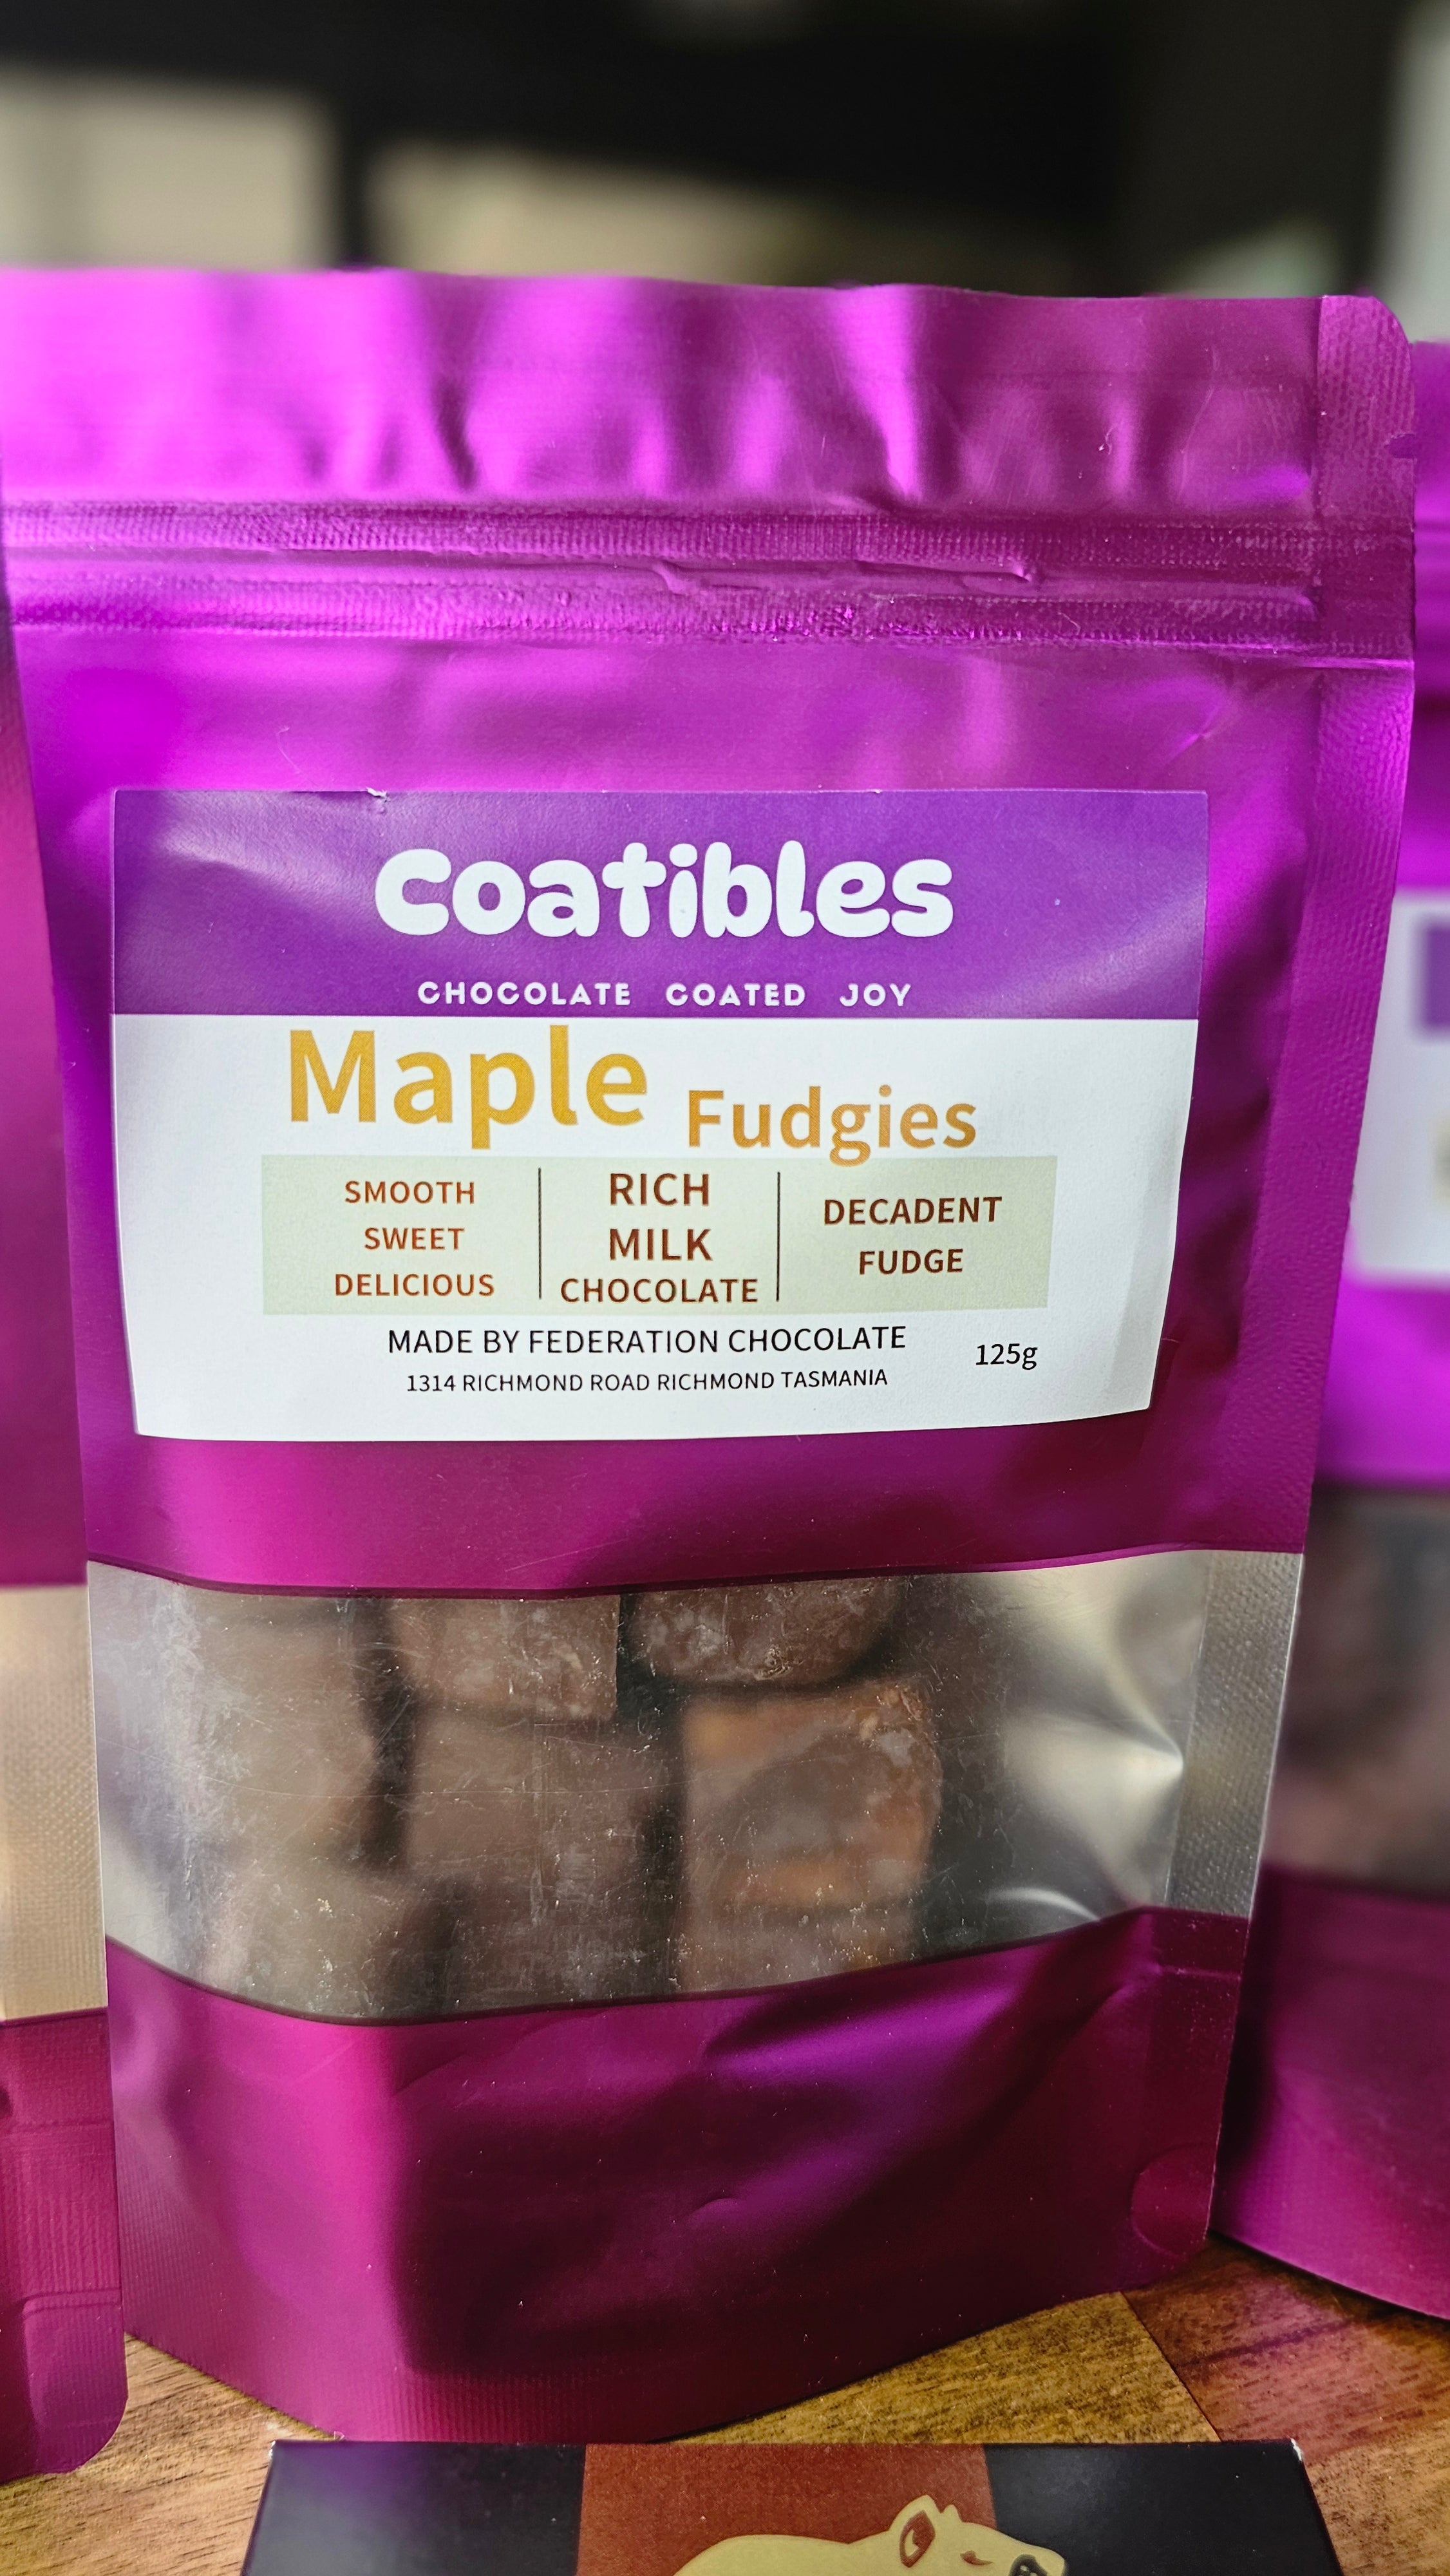 coatibles
CHOCOLATE COATED JOY
Maple Fudgies
SMOOTH
SWEET
DELICIOUS
RICH
MILK
CHOCOLATE
DECADENT
FUDGE
MADE BY FEDERATION CHOCOLATE
1314 RICHMOND ROAD RICHMOND TASMANIA
125g